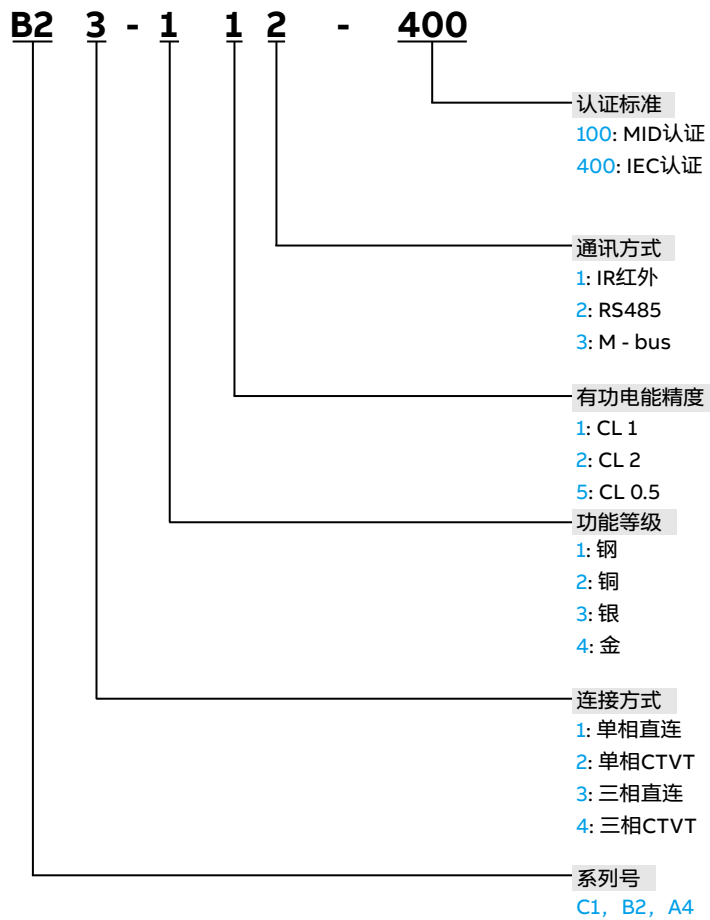 B2 3 - 1 1 2 - 400
认证标准
100: MID认证
400: IEC认证
通讯方式
1: IR红外
2: RS485
3: M - bus
有功电能精度
1: CL 1
2: CL 2
5: CL 0.5
功能等级
1: 钢
2: 铜
3: 银
4: 金
连接方式
1: 单相直连
2: 单相CTVT
3: 三相直连
4: 三相CTVT
系列号
C1, B2, A4